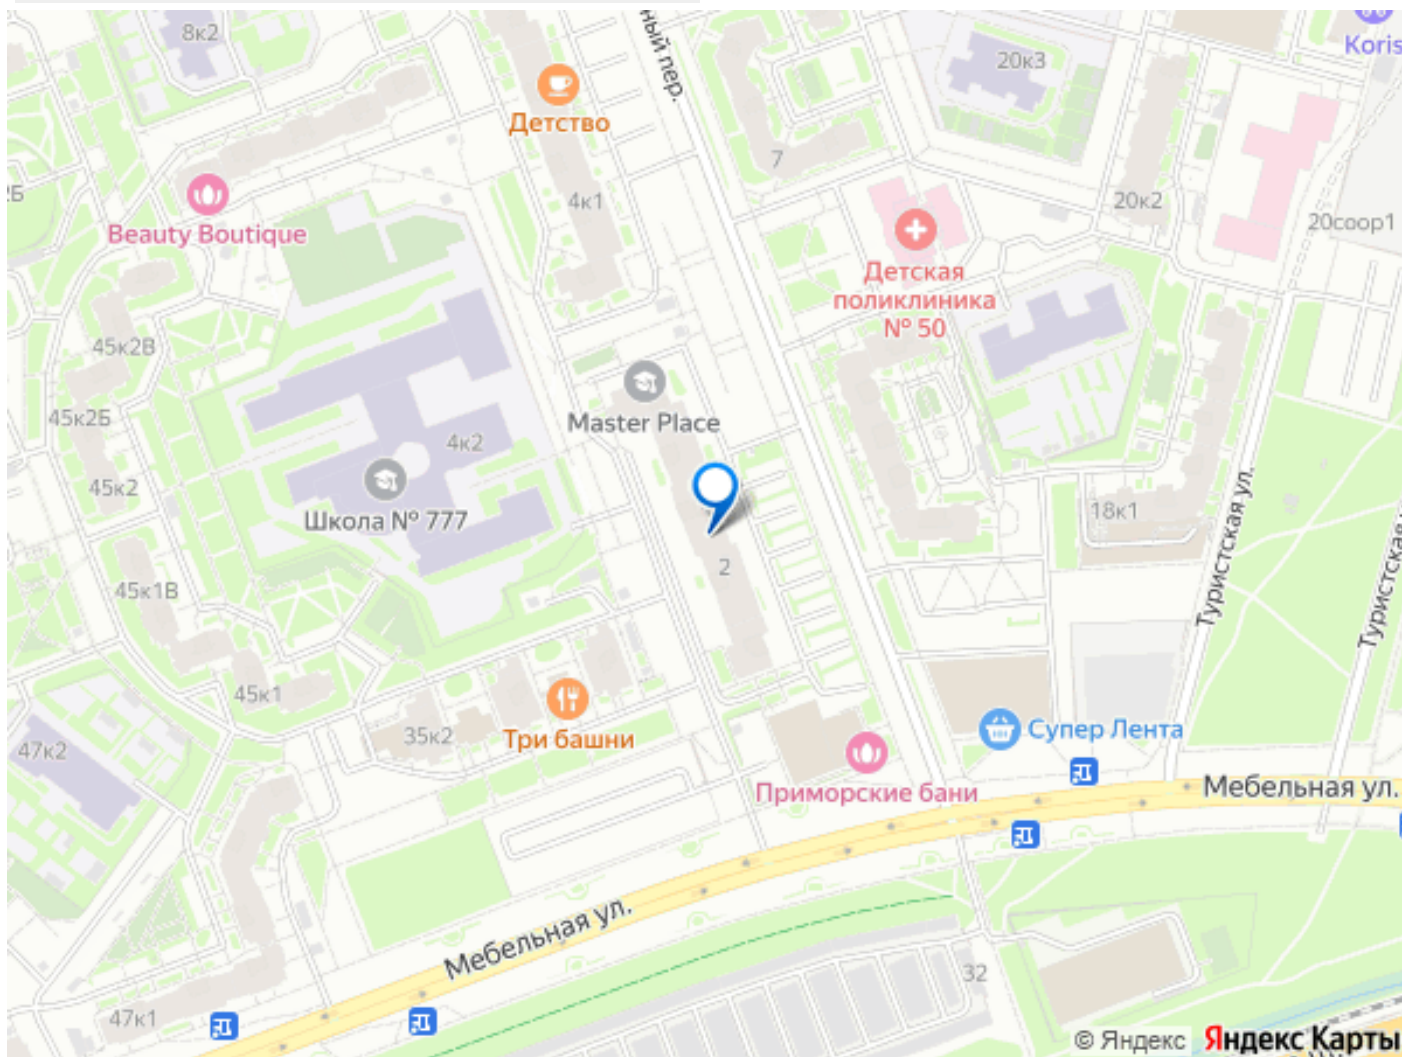 8к2
ный пер.
20к3
Koris
Детство
7
2Б
4к1
20к2
20соор1
Beauty Boutique
Детская
поликлиника
№ 50
45к2В
45к2Б
Master Place
4к2
45к2
Школа № 777
18к1
Туристская ул.
Туристская
2
45к1В
45к1
35к2
Три башни
47к2
Супер Лента
Приморские бани
Мебельная ул.
Мебельная ул.
32
47к1
© Яндекс Яндекс Карты